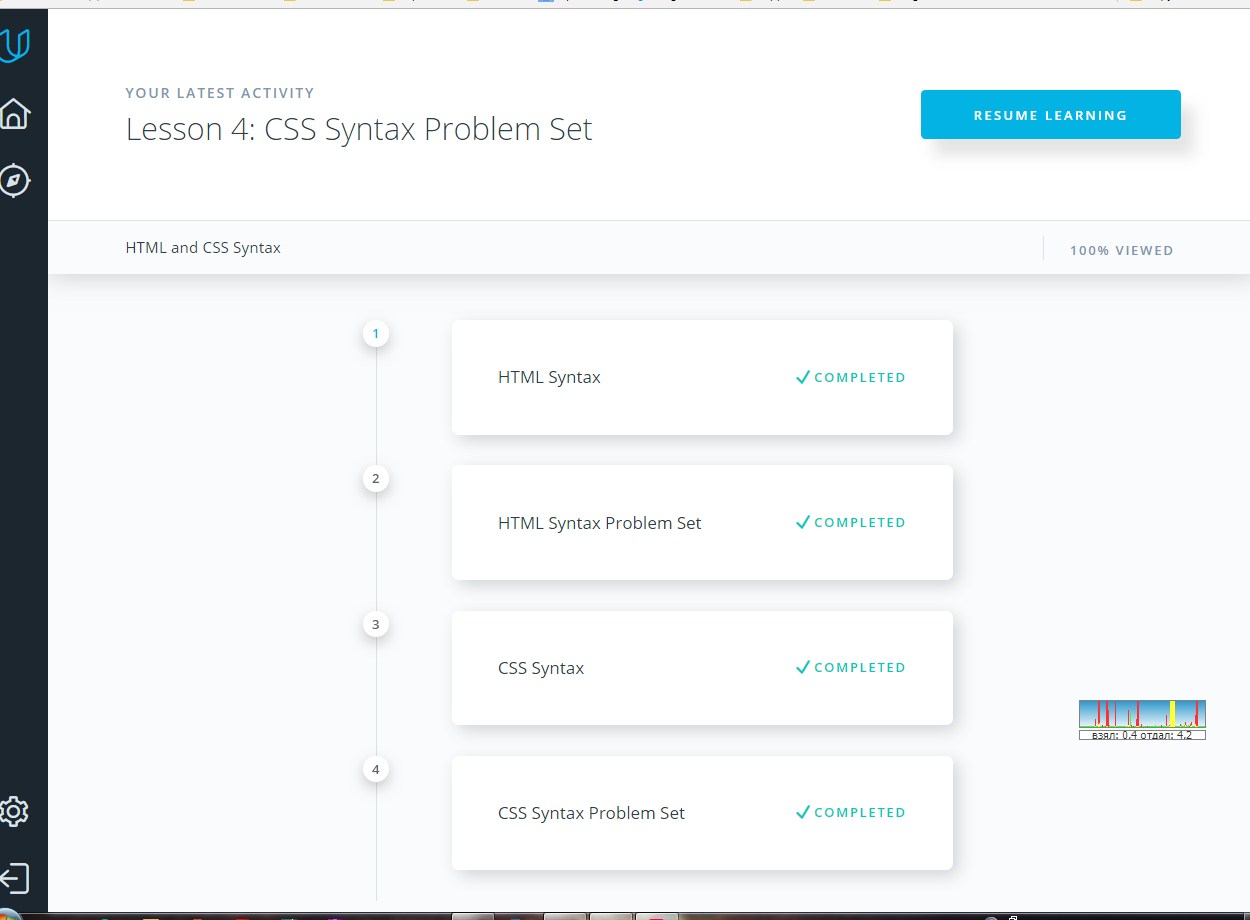 YOUR LATEST ACTIVITY
Lesson 4: CSS Syntax Problem Set
RESUME LEARNING
HTML and CSS Syntax
100% VIEWED
1
HTML Syntax
COMPLETED
2
HTML Syntax Problem Set
COMPLETED
3
CSS Syntax
COMPLETED
взял: 0,4 отдал: 4,2
4
CSS Syntax Problem Set
COMPLETED